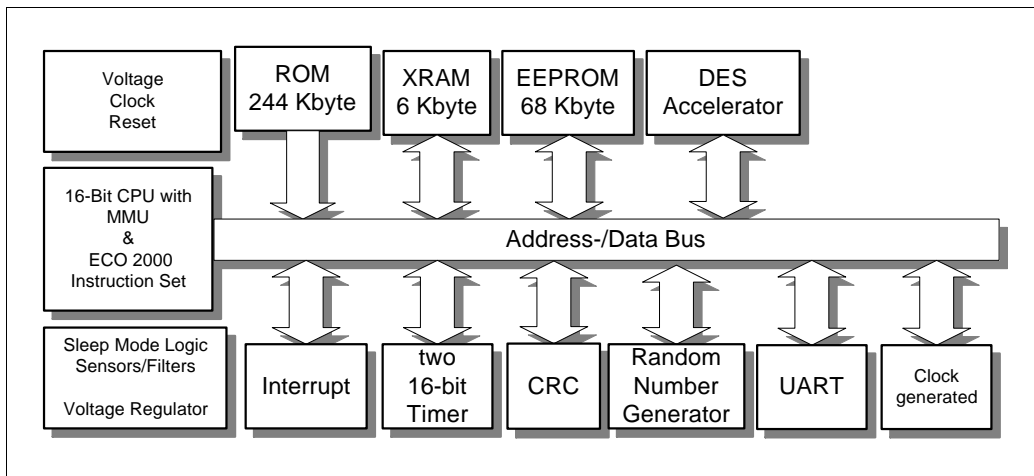 Voltage
Clock
Reset
ROM
244 Kbyte
XRAM
6 Kbyte
EEPROM
68 Kbyte
DES
Accelerator
16-Bit CPU with
MMU
&
ECO 2000
Instruction Set
Address-/Data Bus
Sleep Mode Logic
Sensors/Filters
Voltage Regulator
Interrupt
two
16-bit
Timer
CRC
Random
Number
Generator
UART
Clock
generated